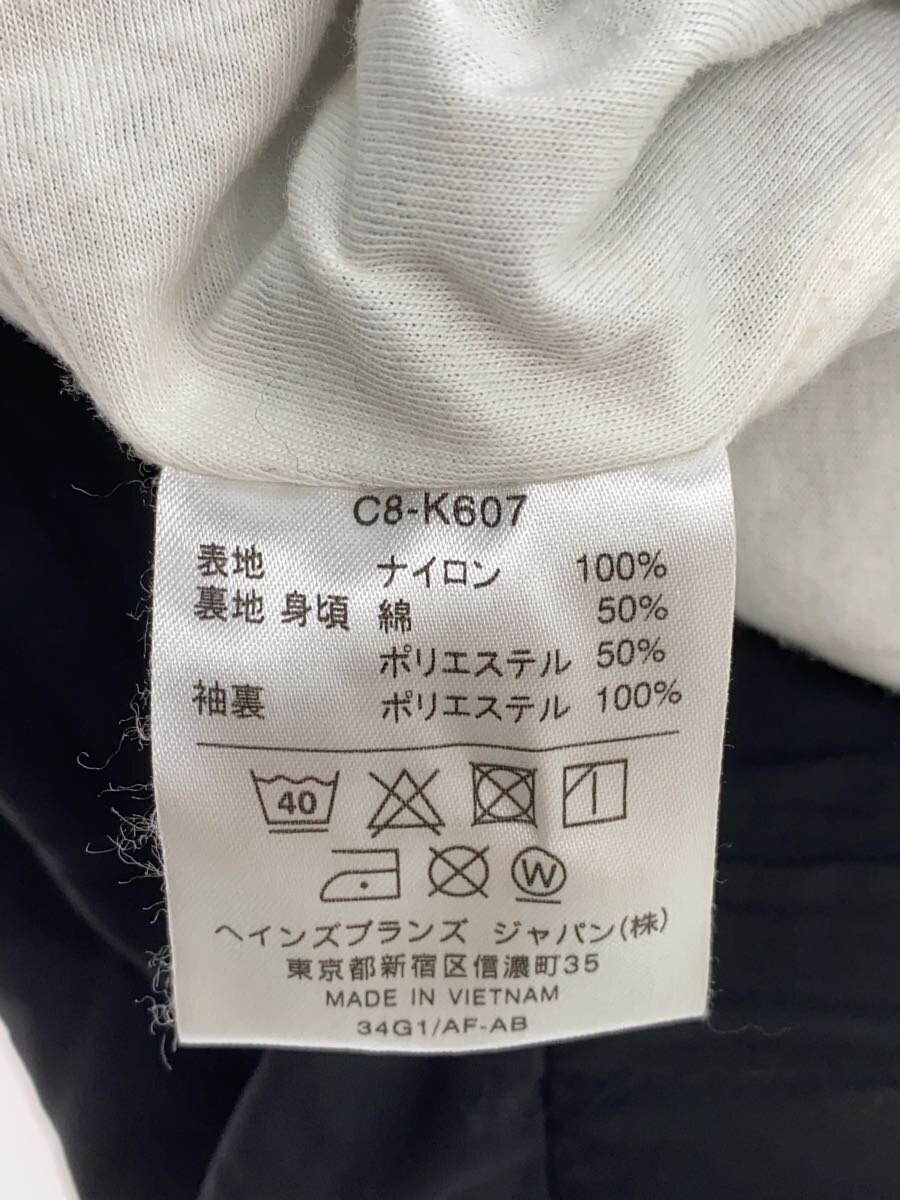 C8-K607
表地 ナイロン 100%
裏地 身頃 綿 50%
ポリエステル 50%
袖裏 ポリエステル 100%
40
W
ヘインズブランズ ジャパン(株)
東京都新宿区信濃町35
MADE IN VIETNAM
34G1/AF-AB